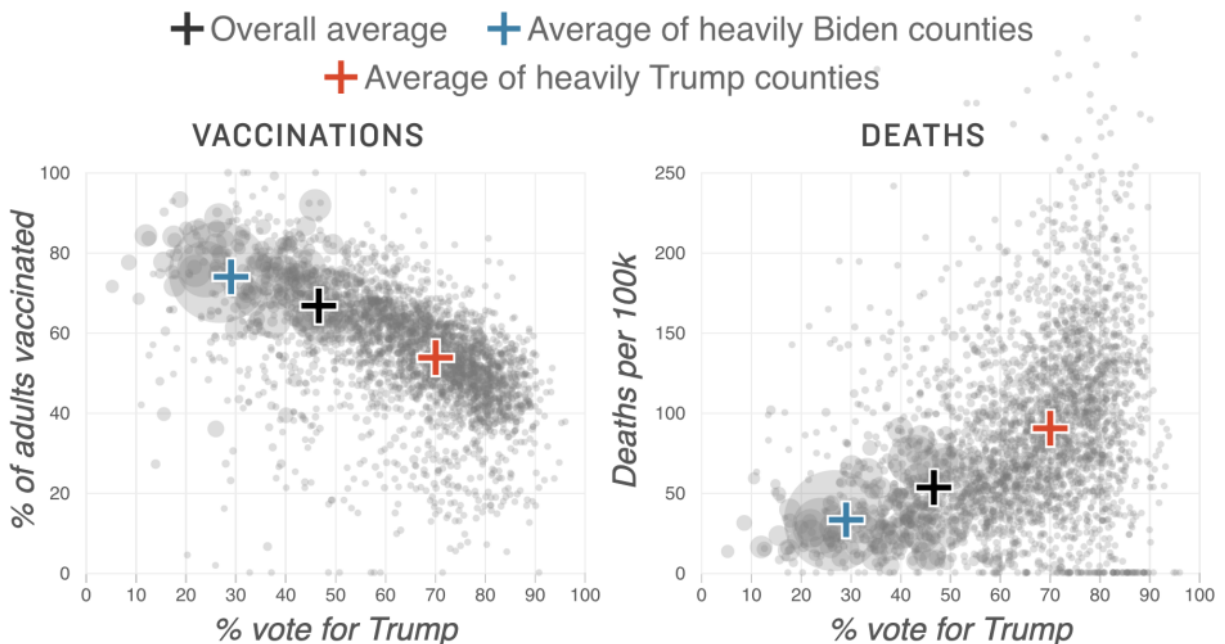 Overall average
Average of heavily Biden counties
Average of heavily Trump counties
VACCINATIONS
% of adults vaccinated
100
80
60
40
20
0
0 10 20 30 40 50 60 70 80 90 100
% vote for Trump
DEATHS
Deaths per 100k
250
200
150
100
50
0
0 10 20 30 40 50 60 70 80 90 100
% vote for Trump